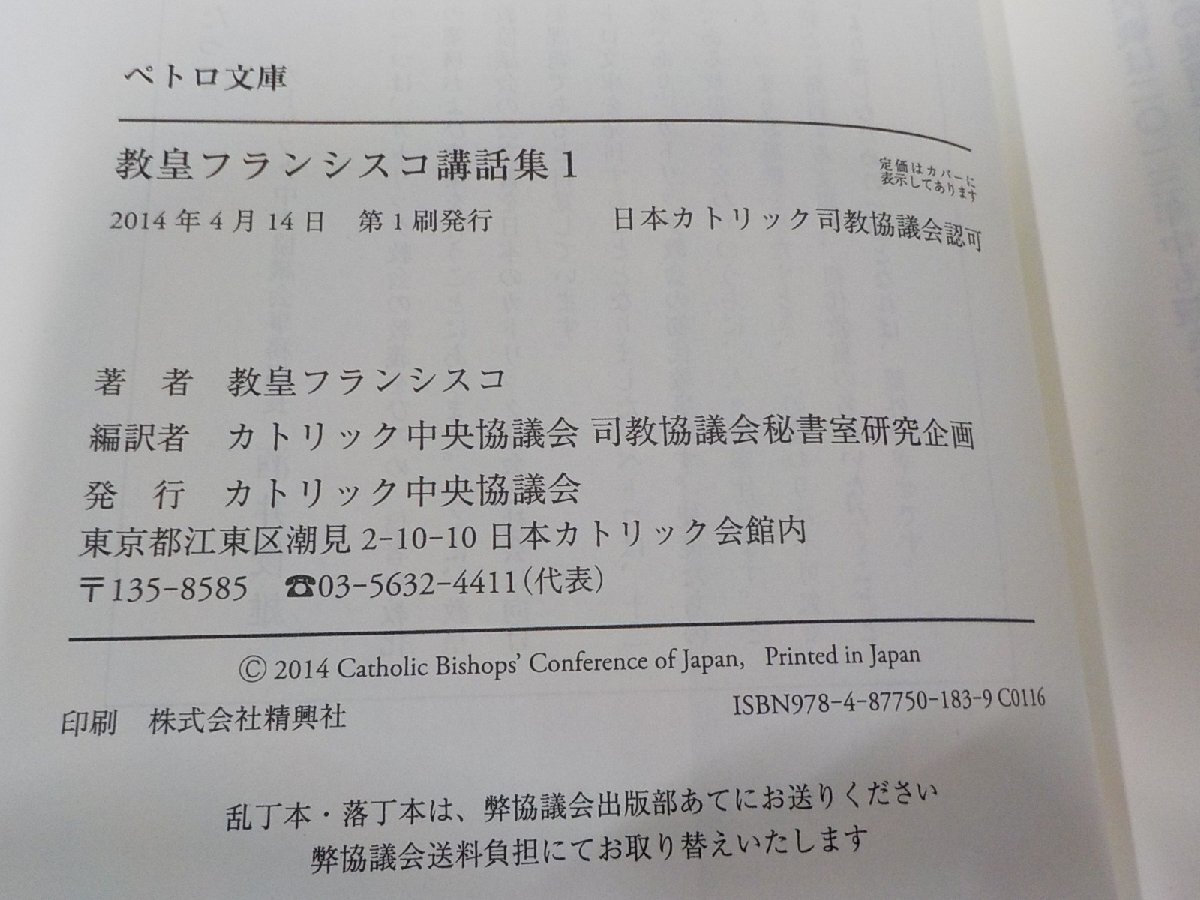 ペトロ文庫
教皇フランシスコ講話集 1
定価はカバーに
表示してあります
2014 年 4 月 14 日　第 1 刷発行
日本カトリック司教協議会認可
著　者　教皇フランシスコ
編訳者　カトリック中央協議会 司教協議会秘書室研究企画
発　行　カトリック中央協議会
東京都江東区潮見 2-10-10 日本カトリック会館内
〒135-8585　☎03-5632-4411（代表）
© 2014 Catholic Bishops' Conference of Japan, Printed in Japan
ISBN978-4-87750-183-9 C0116
印刷　株式会社精興社
乱丁本・落丁本は、弊協議会出版部あてにお送りください
弊協議会送料負担にてお取り替えいたします